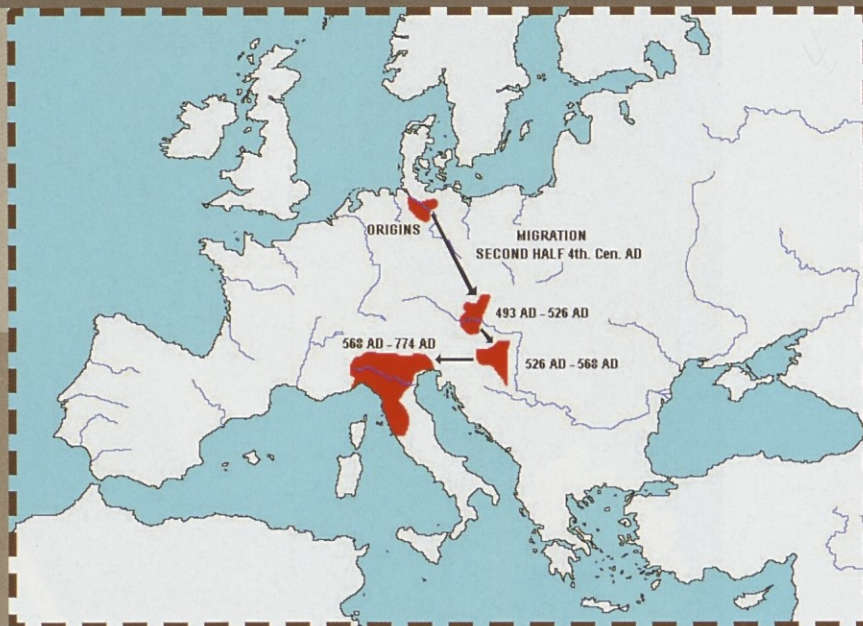 ORIGINS
MIGRATION
SECOND HALF 4th. Cen. AD
493 AD - 526 AD
568 AD - 774 AD
526 AD - 568 AD